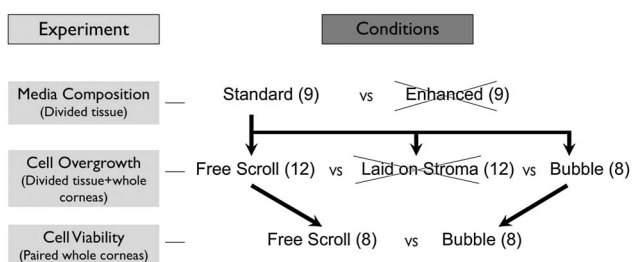 Experiment
Conditions
Media Composition
(Divided tissue)
Standard (9) vs Enhanced (9)
Cell Overgrowth
(Divided tissue+whole
corneas)
Free Scroll (12) vs Laid on Stroma (12) vs Bubble (8)
Cell Viability
(Paired whole corneas)
Free Scroll (8) vs Bubble (8)